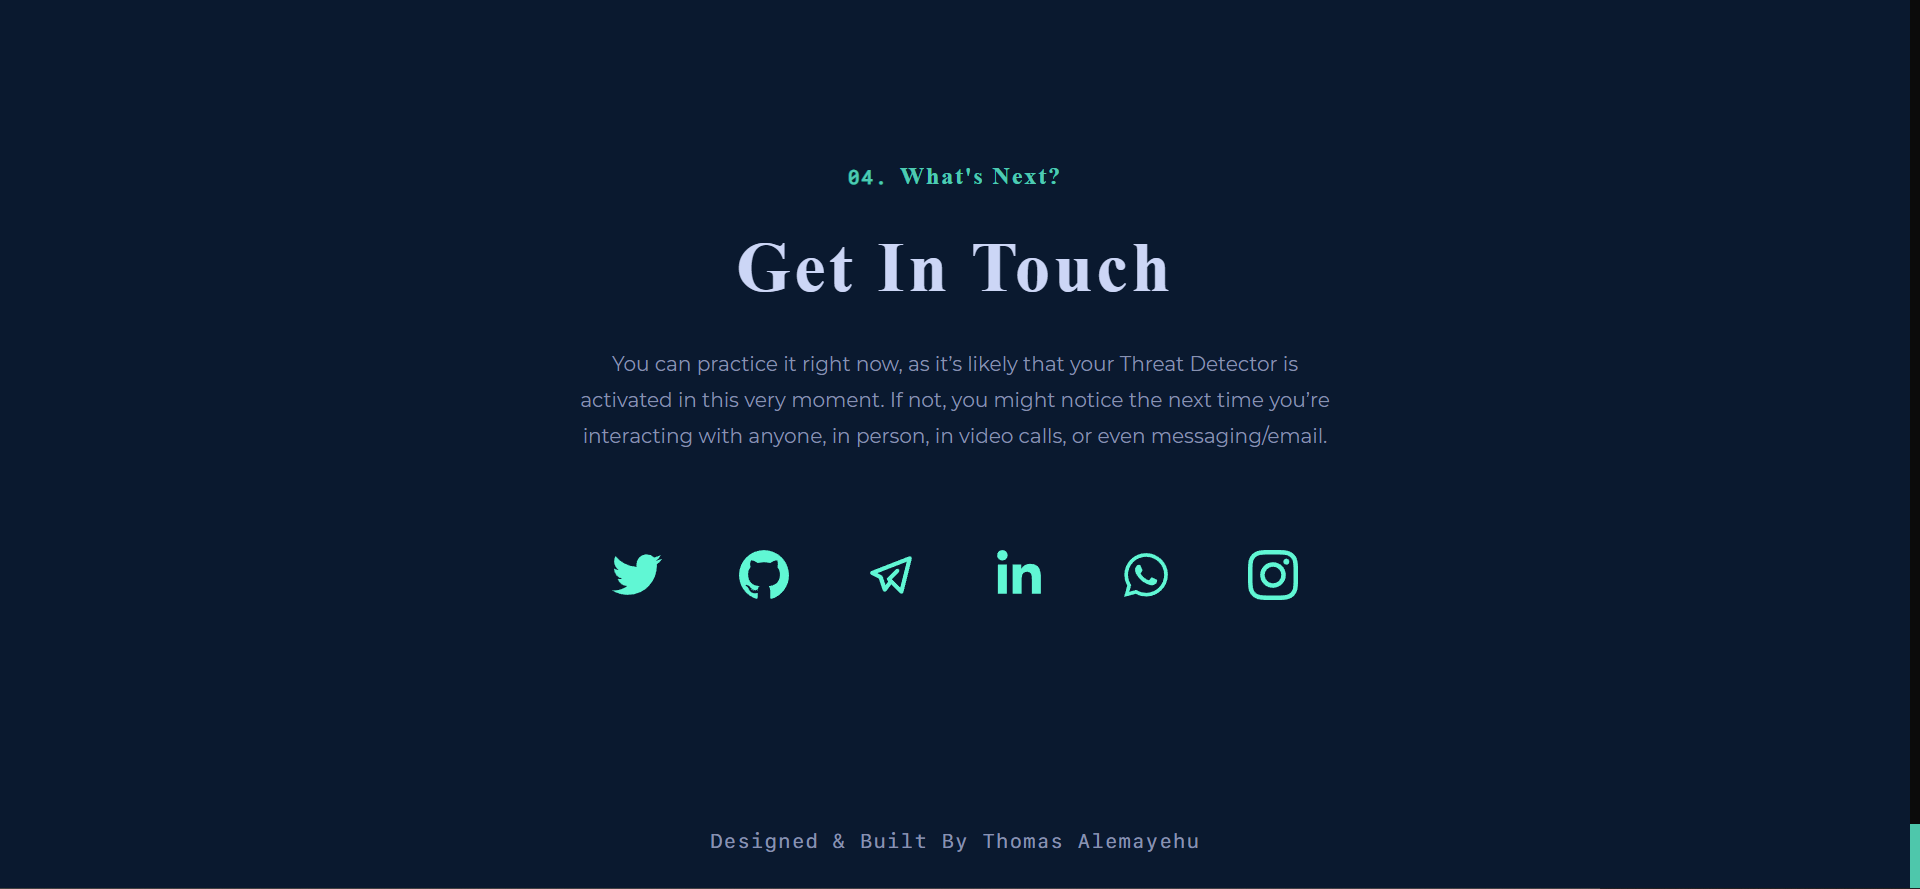 04. What's Next?
Get In Touch
You can practice it right now, as it’s likely that your Threat Detector is
activated in this very moment. If not, you might notice the next time you’re
interacting with anyone, in person, in video calls, or even messaging/email.
Designed & Built By Thomas Alemayehu